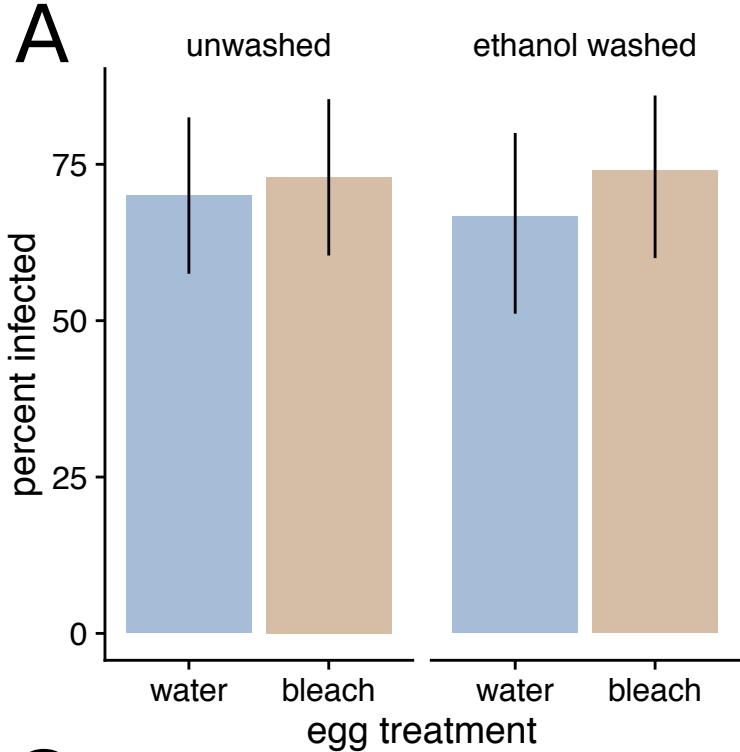 A
unwashed
ethanol washed
percent infected
75
50
25
0
water
bleach
water
bleach
egg treatment